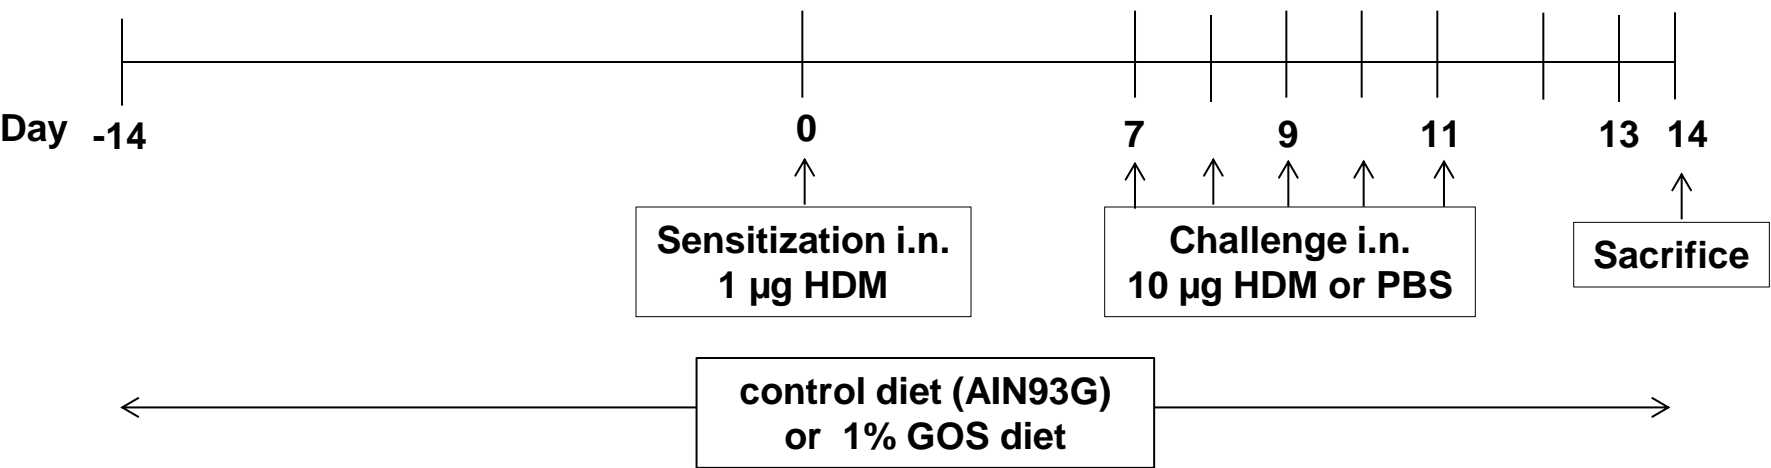 Day -14 0 7 9 11 13 14
Sensitization i.n.
1 µg HDM
Challenge i.n.
10 µg HDM or PBS
Sacrifice
control diet (AIN93G)
or 1% GOS diet